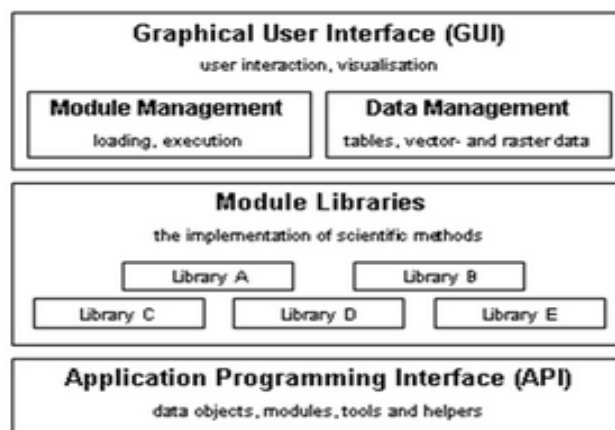 Graphical User Interface (GUI)
user interaction, visualisation
Module Management
loading, execution
Data Management
tables, vector- and raster data
Module Libraries
the implementation of scientific methods
Library A
Library B
Library C
Library D
Library E
Application Programming Interface (API)
data objects, modules, tools and helpers